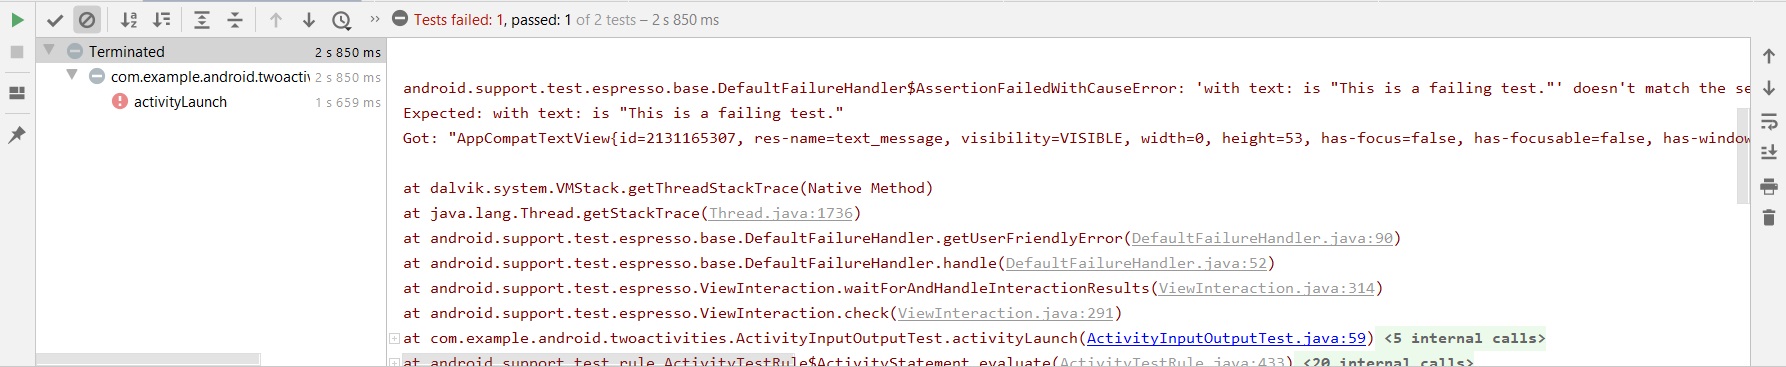 Tests failed: 1, passed: 1 of 2 tests – 2 s 850 ms
Terminated 2 s 850 ms
com.example.android.twoactiv 2 s 850 ms
activityLaunch 1 s 659 ms
android.support.test.espresso.base.DefaultFailureHandler$AssertionFailedWithCauseError: 'with text: is "This is a failing test."' doesn't match the se
Expected: with text: is "This is a failing test."
Got: "AppCompatTextView{id=2131165307, res-name=text_message, visibility=VISIBLE, width=0, height=53, has-focus=false, has-focusable=false, has-window
at dalvik.system.VMStack.getThreadStackTrace(Native Method)
at java.lang.Thread.getStackTrace(Thread.java:1736)
at android.support.test.espresso.base.DefaultFailureHandler.getUserFriendlyError(DefaultFailureHandler.java:90)
at android.support.test.espresso.base.DefaultFailureHandler.handle(DefaultFailureHandler.java:52)
at android.support.test.espresso.ViewInteraction.waitForAndHandleInteractionResults(ViewInteraction.java:314)
at android.support.test.espresso.ViewInteraction.check(ViewInteraction.java:291)
at com.example.android.twoactivities.ActivityInputOutputTest.activityLaunch(ActivityInputOutputTest.java:59) <5 internal calls>
at android.support.test.rule.ActivityTestRule$ActivityStatement.evaluate(ActivityTestRule.java:433) <20 internal calls>